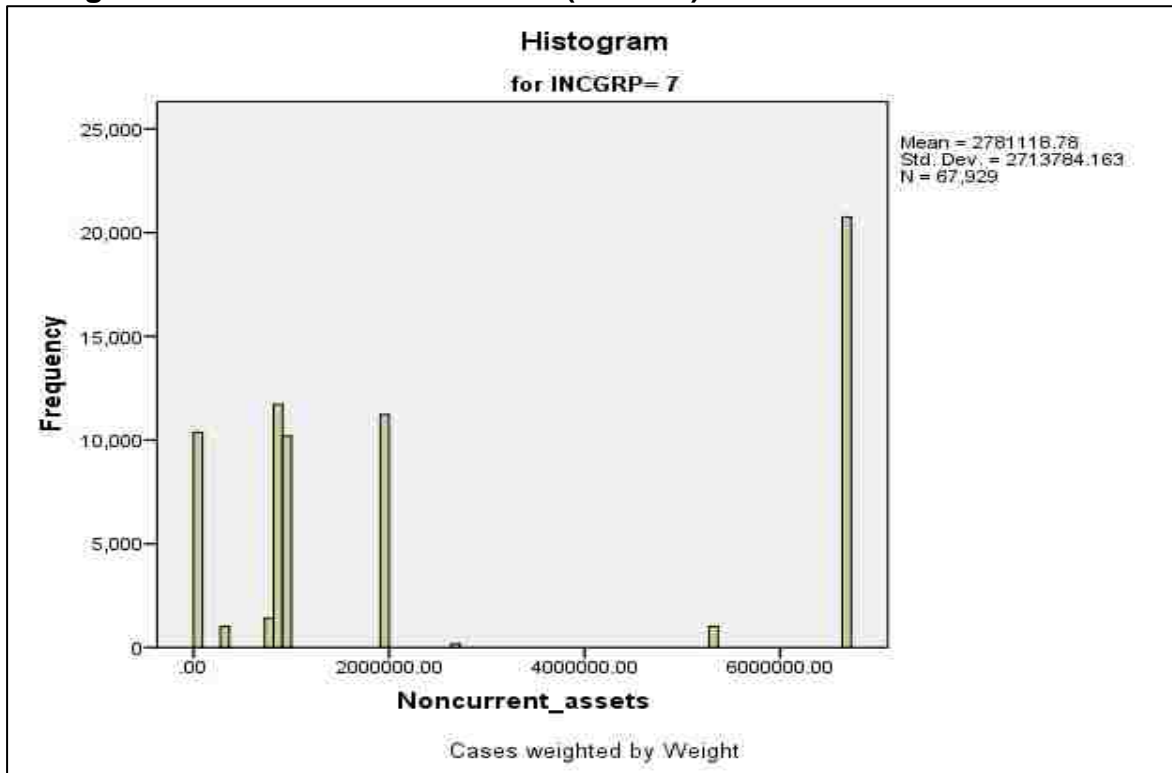 Histogram
for INCGRP= 7
25,000
20,000
15,000
10,000
5,000
0
Frequency
.00
2000000.00
4000000.00
6000000.00
Noncurrent_assets
Cases weighted by Weight
Mean = 2781118.78
Std. Dev. = 2713784.163
N = 67,929